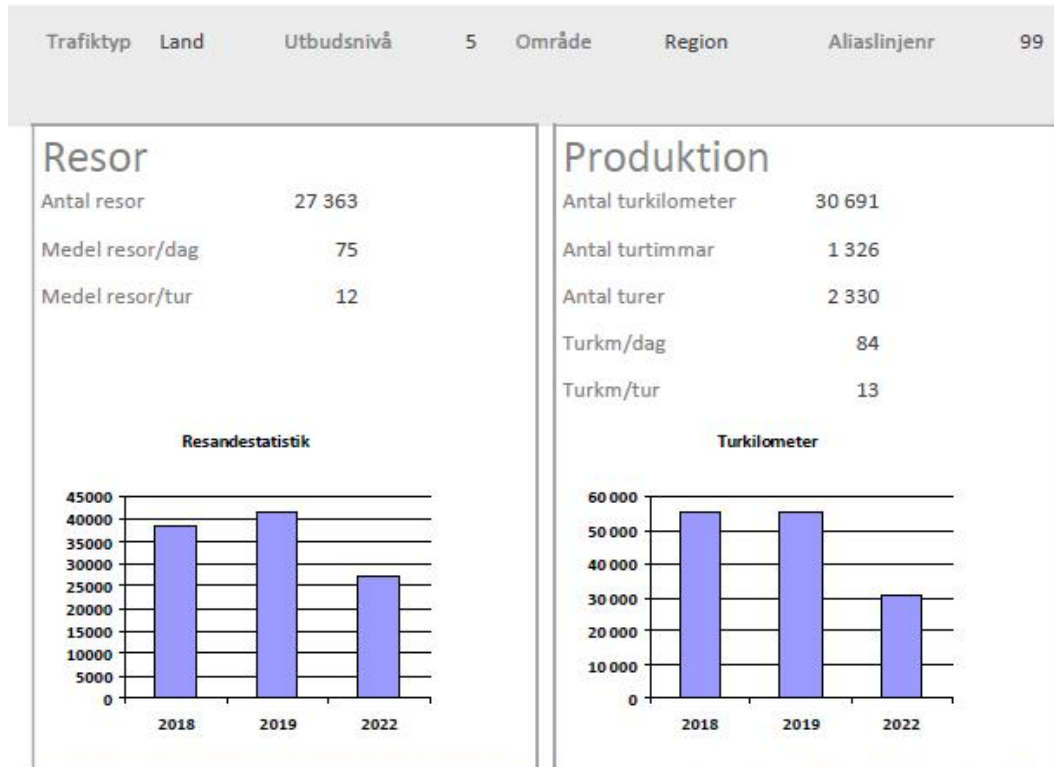 Trafiktyp Land Utbudsnivå 5 Område Region Aliaslinjenr 99
Resor
Antal resor 27 363
Medel resor/dag 75
Medel resor/tur 12
Resandestatistik
45000
40000
35000
30000
25000
20000
15000
10000
5000
0
2018 2019 2022
Produktion
Antal turkilometer 30 691
Antal turtimmar 1 326
Antal turer 2 330
Turkm/dag 84
Turkm/tur 13
Turkilometer
60 000
50 000
40 000
30 000
20 000
10 000
0
2018 2019 2022